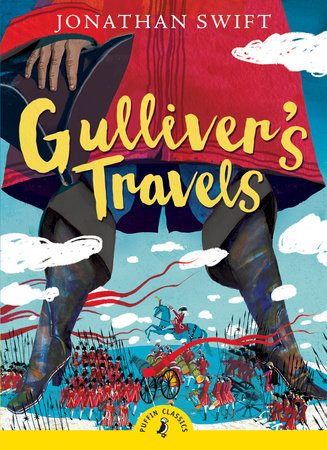 JONATHAN SWIFT
Gulliver's
Travels
PUFFIN CLASSICS